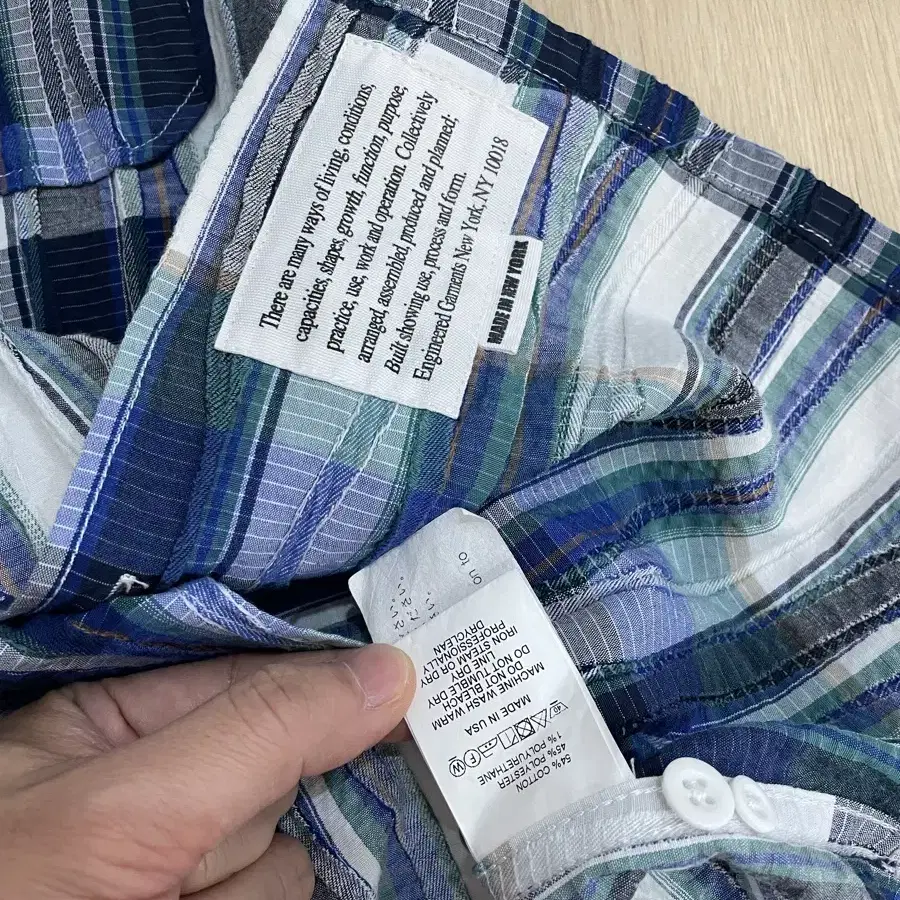 There are many ways of living, conditions,
capacities, shapes, growth, function, purpose,
practice, use, work and operation. Collectively
arranged, assembled, produced and planned;
Built showing use, process and form.
Engineered Garments New York, NY 10018
MADE IN NEW YORK
54% COTTON
45% POLYESTER
1% POLYURETHANE
MADE IN USA
MACHINE WASH WARM
DO NOT BLEACH
DO NOT TUMBLE DRY
LINE DRY
IRON STEAM OR DRY
PROFESSIONALLY
DRYCLEAN